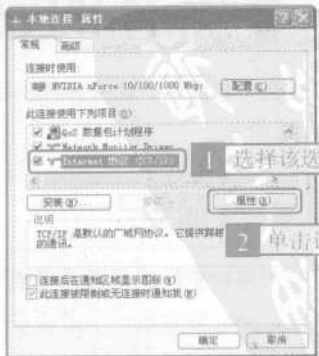 本地连接 属性
常规 高级
连接时使用:
NVIDIA nForce 10/100/1000 Mbp:
配置(C)
此连接使用下列项目(O):
QoS 数据包计划程序
Network Monitor Driver
Internet 协议 (TCP/IP)
1 选择该选
安装(N)...
属性(R)
说明
TCP/IP 是默认的广域网协议。它提供跨越
的通讯。
2 单击
连接后在通知区域显示图标(W)
此连接被限制或无连接时通知我(M)
确定 取消